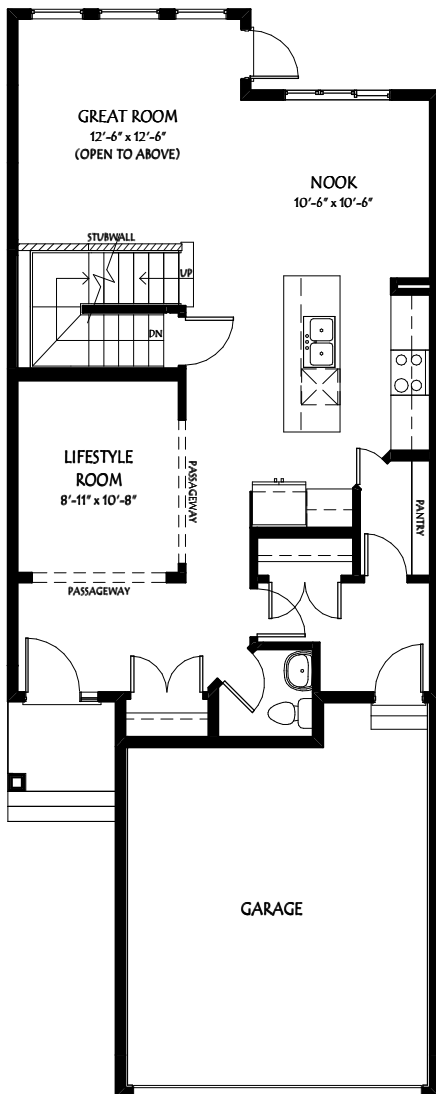 GREAT ROOM
12'-6" x 12'-6"
(OPEN TO ABOVE)
NOOK
10'-6" x 10'-6"
STUBWALL
UP
DN
LIFESTYLE
ROOM
8'-11" x 10'-8"
PASSAGEWAY
PANTRY
PASSAGEWAY
GARAGE